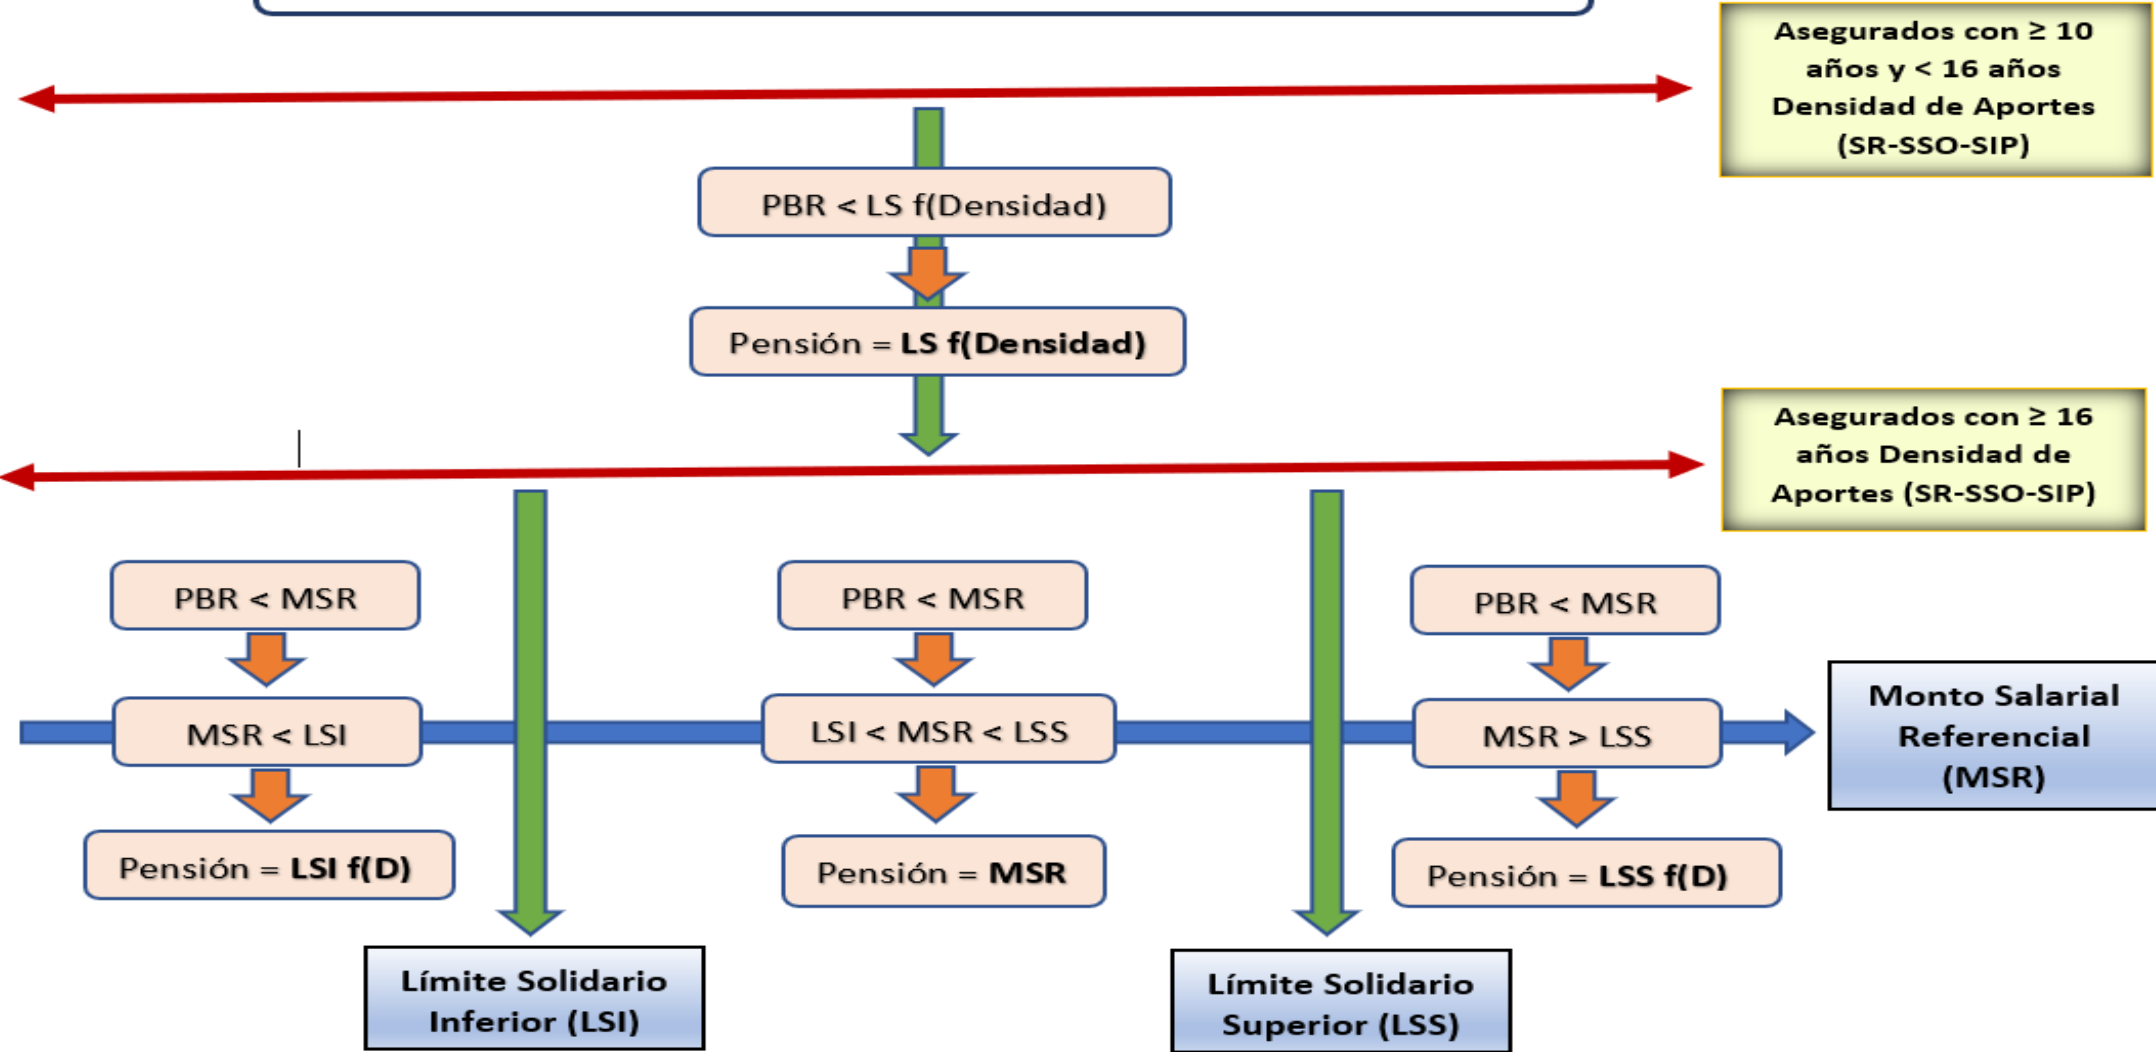 Asegurados con ≥ 10
años y < 16 años
Densidad de Aportes
(SR-SSO-SIP)
PBR < LS f(Densidad)
Pensión = LS f(Densidad)
Asegurados con ≥ 16
años Densidad de
Aportes (SR-SSO-SIP)
PBR < MSR
PBR < MSR
PBR < MSR
MSR < LSI
LSI < MSR < LSS
MSR > LSS
Monto Salarial
Referencial
(MSR)
Pensión = LSI f(D)
Pensión = MSR
Pensión = LSS f(D)
Límite Solidario
Inferior (LSI)
Límite Solidario
Superior (LSS)